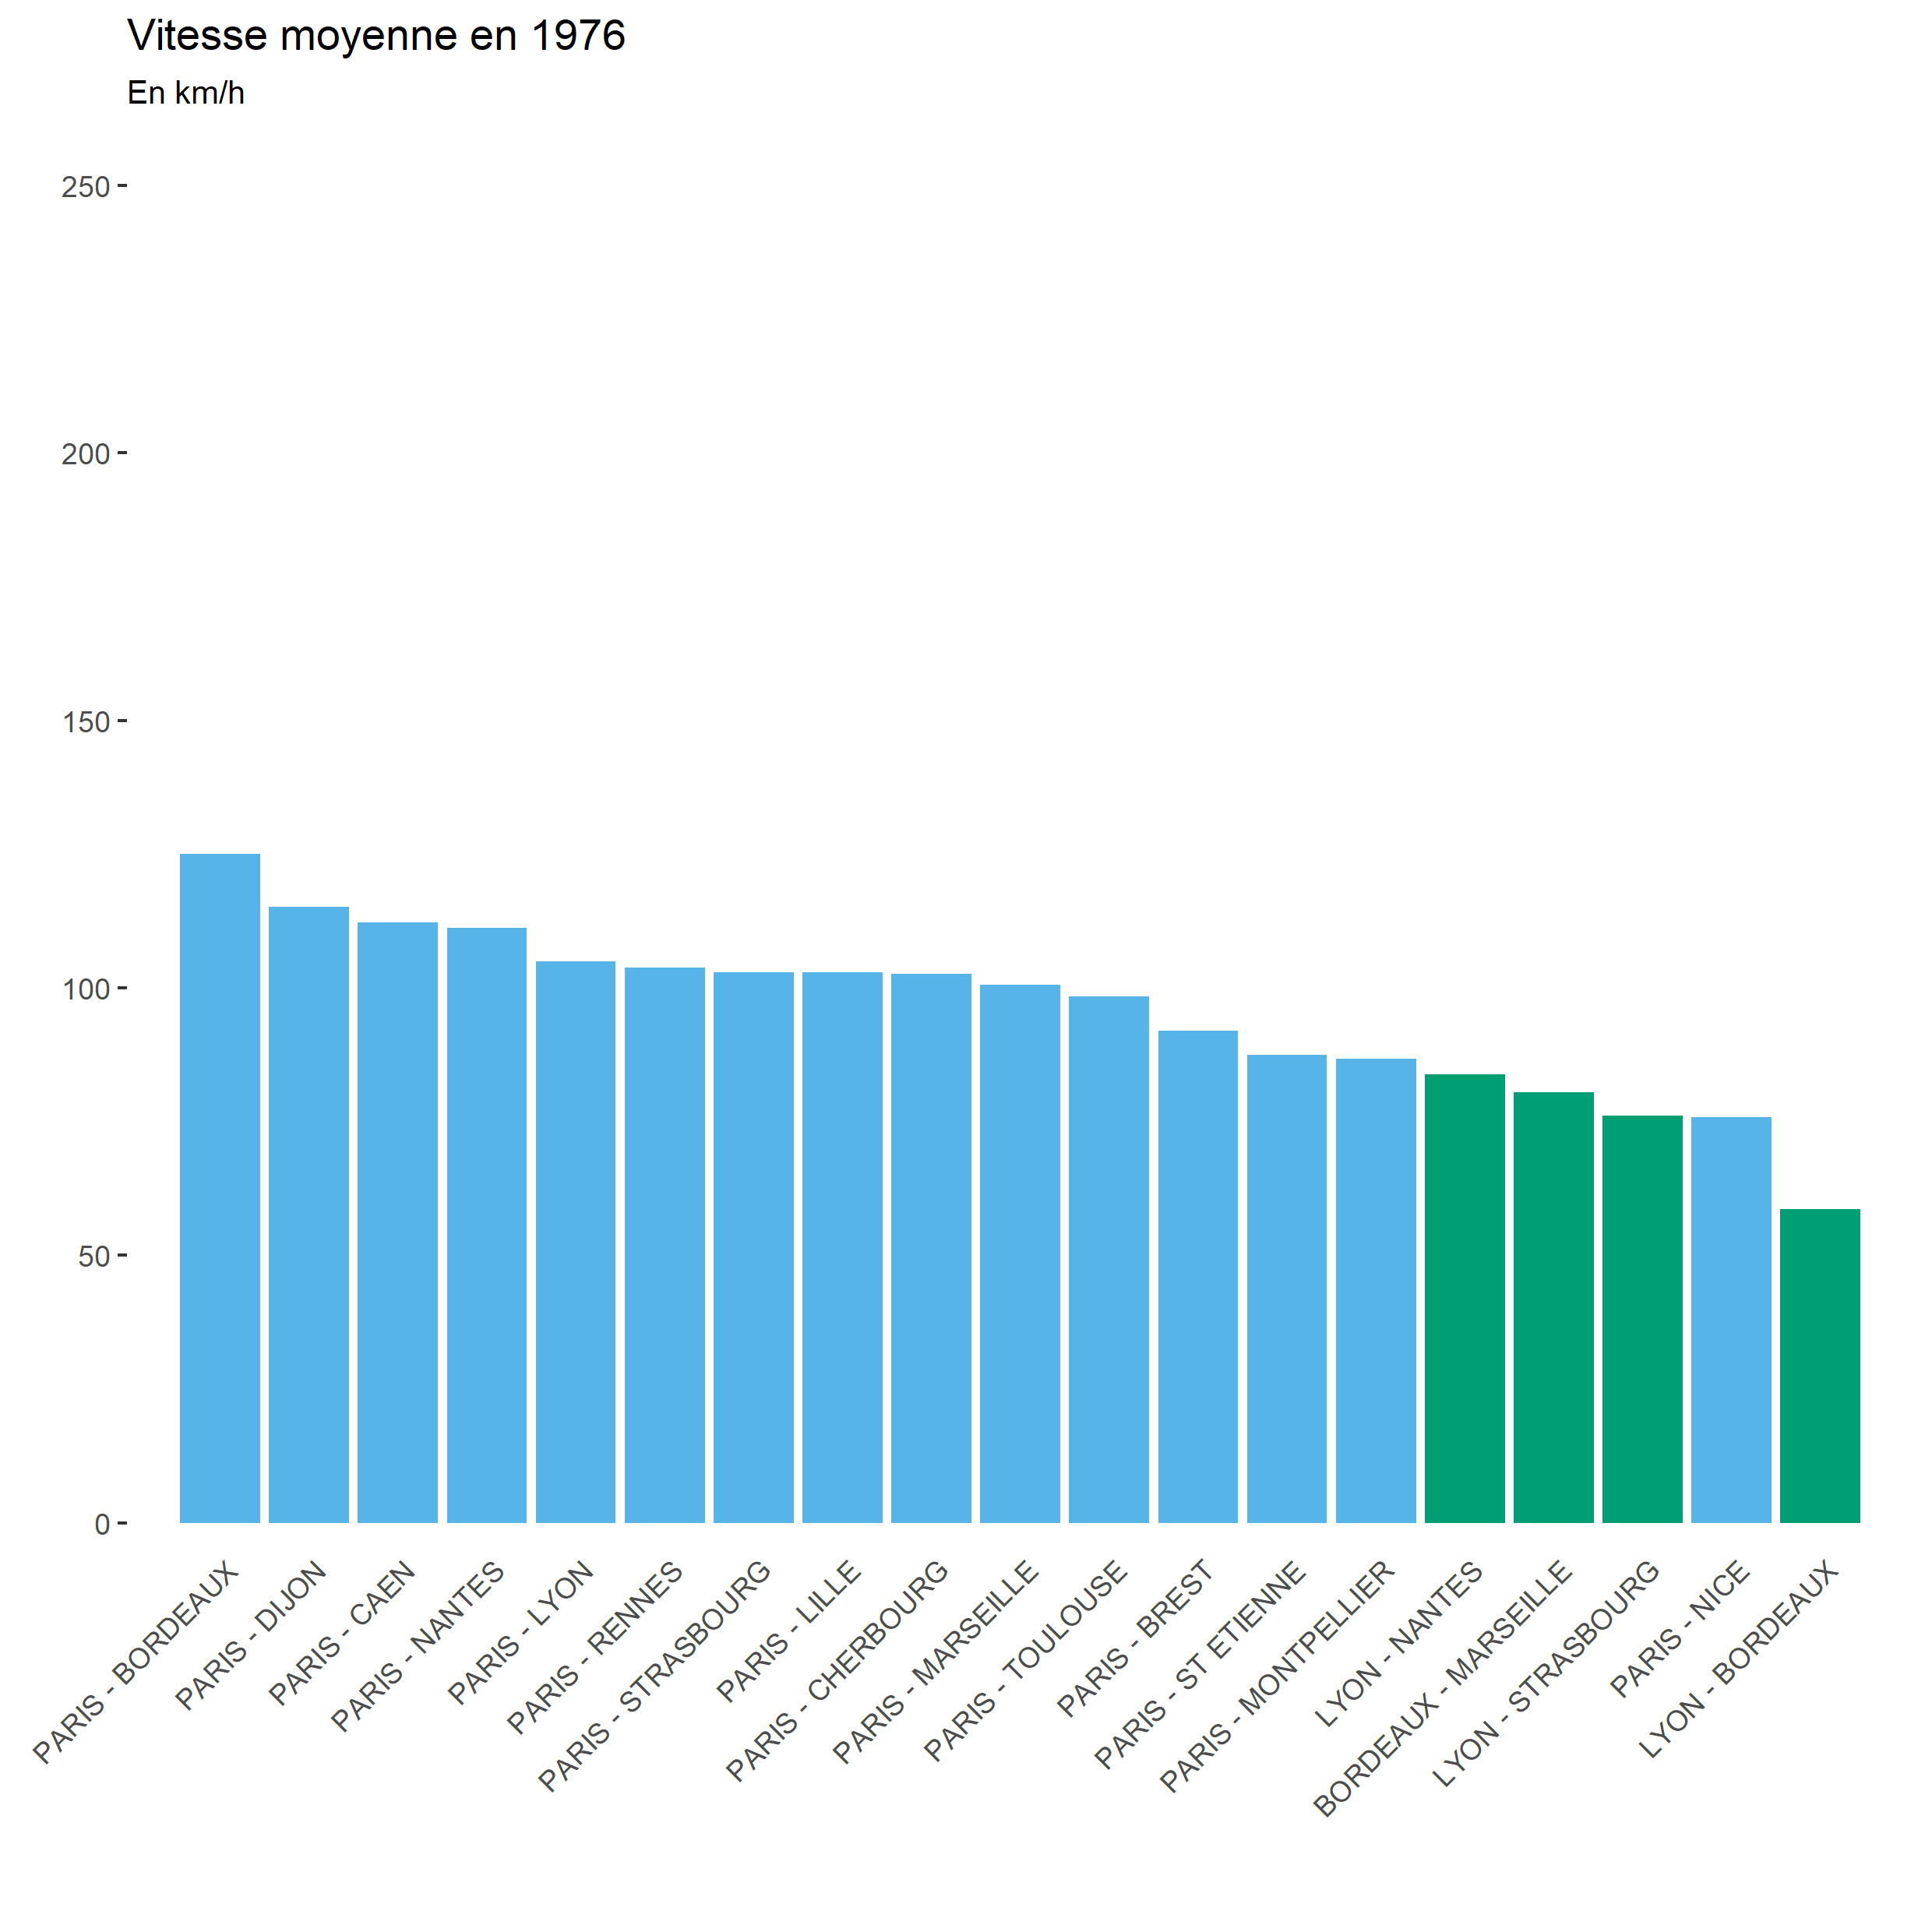 Vitesse moyenne en 1976
En km/h
250
200
150
100
50
0
PARIS - BORDEAUX
PARIS - DIJON
PARIS - CAEN
PARIS - NANTES
PARIS - LYON
PARIS - RENNES
PARIS - STRASBOURG
PARIS - LILLE
PARIS - CHERBOURG
PARIS - MARSEILLE
PARIS - TOULOUSE
PARIS - BREST
PARIS - ST ETIENNE
PARIS - MONTPELLIER
LYON - NANTES
BORDEAUX - MARSEILLE
LYON - STRASBOURG
PARIS - NICE
LYON - BORDEAUX